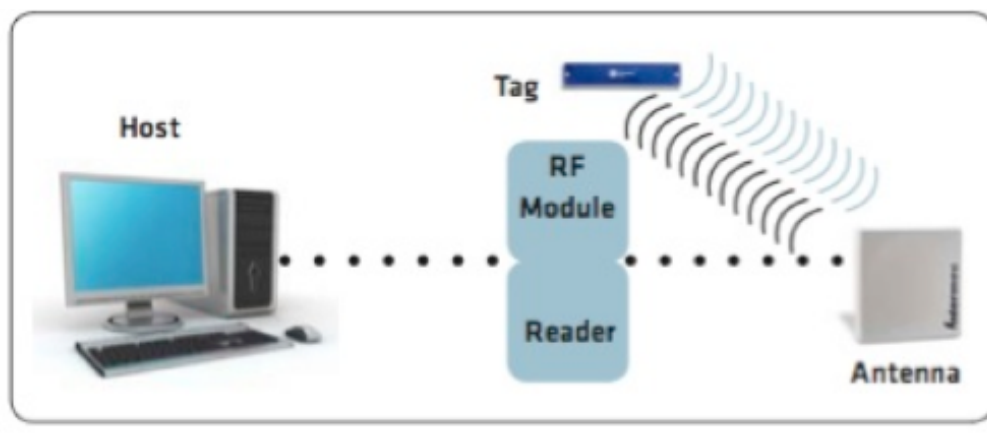 Tag
Host
RF
Module
Reader
Antenna